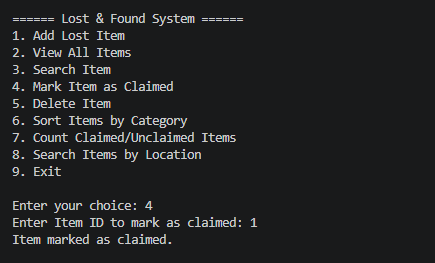 ====== Lost & Found System ======
1. Add Lost Item
2. View All Items
3. Search Item
4. Mark Item as Claimed
5. Delete Item
6. Sort Items by Category
7. Count Claimed/Unclaimed Items
8. Search Items by Location
9. Exit
Enter your choice: 4
Enter Item ID to mark as claimed: 1
Item marked as claimed.